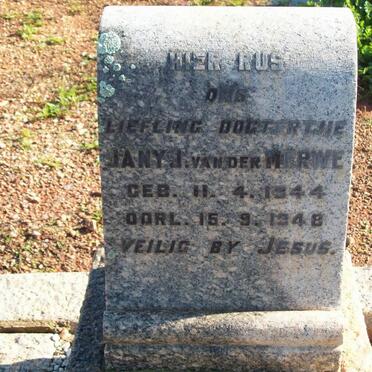 HIER RUS
ONS
LIEFLING DOGTERTJIE
JANY J. VAN DER MERWE
GEB. 11. 4. 1944
OORL. 15. 9. 1948
VEILIG BY JESUS.